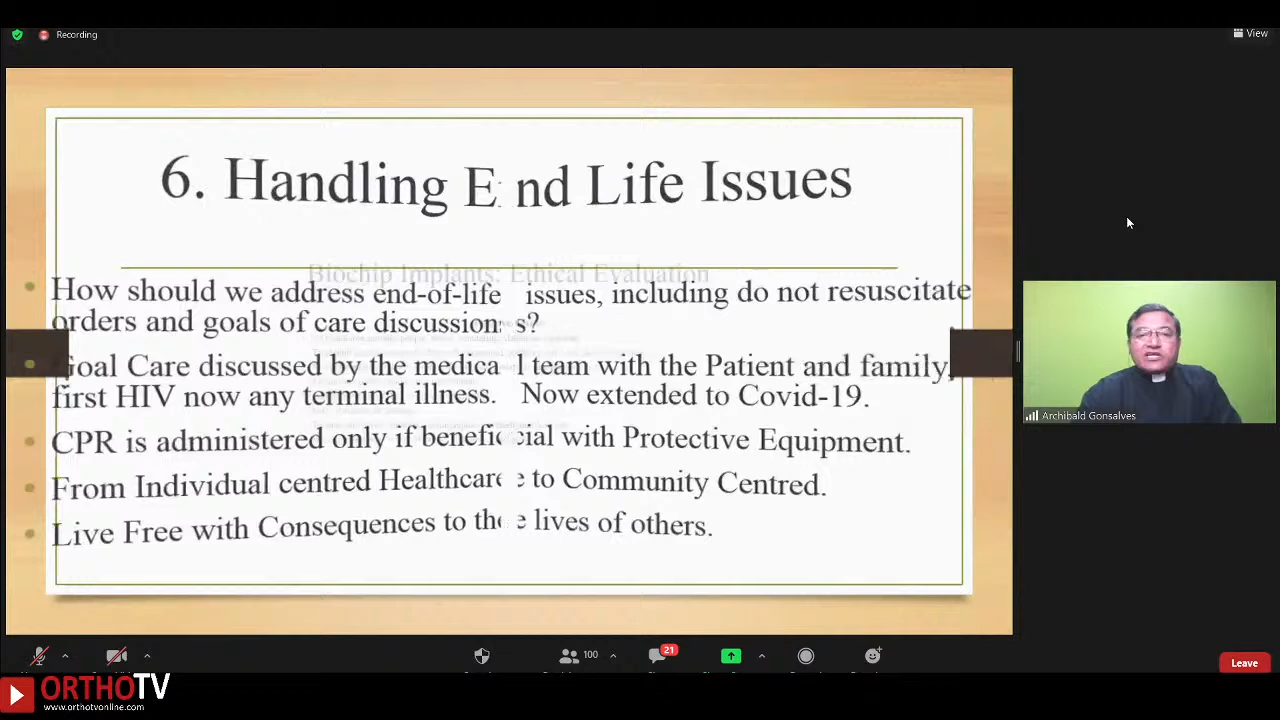 Recording
View
6. Handling End Life Issues
Biochip Implants: Ethical Evaluation
How should we address end-of-life issues, including do not resuscitate
orders and goals of care discussions?
Goal Care discussed by the medical team with the Patient and family,
first HIV now any terminal illness. Now extended to Covid-19.
CPR is administered only if beneficial with Protective Equipment.
From Individual centred Healthcare to Community Centred.
Live Free with Consequences to the lives of others.
Archibald Gonsalves
100
21
Leave
ORTHOTV
www.orthotvonline.com